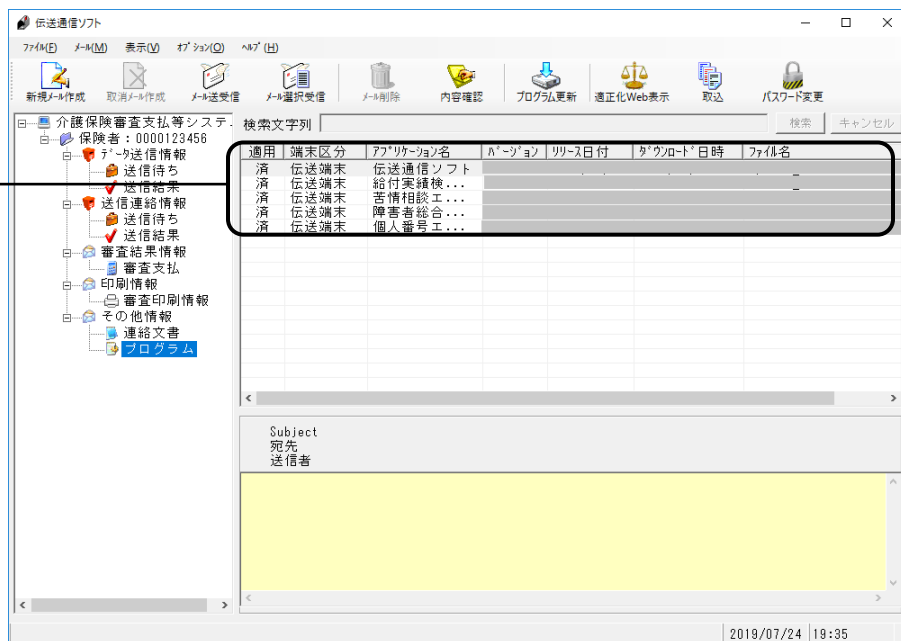 伝送通信ソフト
ファイル(F) メール(M) 表示(V) オプション(O) ヘルプ(H)
新規メール作成 取消メール作成 メール送受信 メール選択受信 メール削除 内容確認 プログラム更新 適正化Web表示 取込 パスワード変更
介護保険審査支払等システ.
保険者:0000123456
データ送信情報
送信待ち
送信結果
送信連絡情報
送信待ち
送信結果
審査結果情報
審査支払
印刷情報
審査印刷情報
その他情報
連絡文書
プログラム
検索文字列 検索 キャンセル
適用 端末区分 アプリケーション名 バージョン リリース日付 ダウンロード日時 ファイル名
済 伝送端末 伝送通信ソフト
済 伝送端末 給付実績検...
済 伝送端末 苦情相談エ...
済 伝送端末 障害者総合...
済 伝送端末 個人番号エ...
Subject
宛先
送信者
2019/07/24 19:35